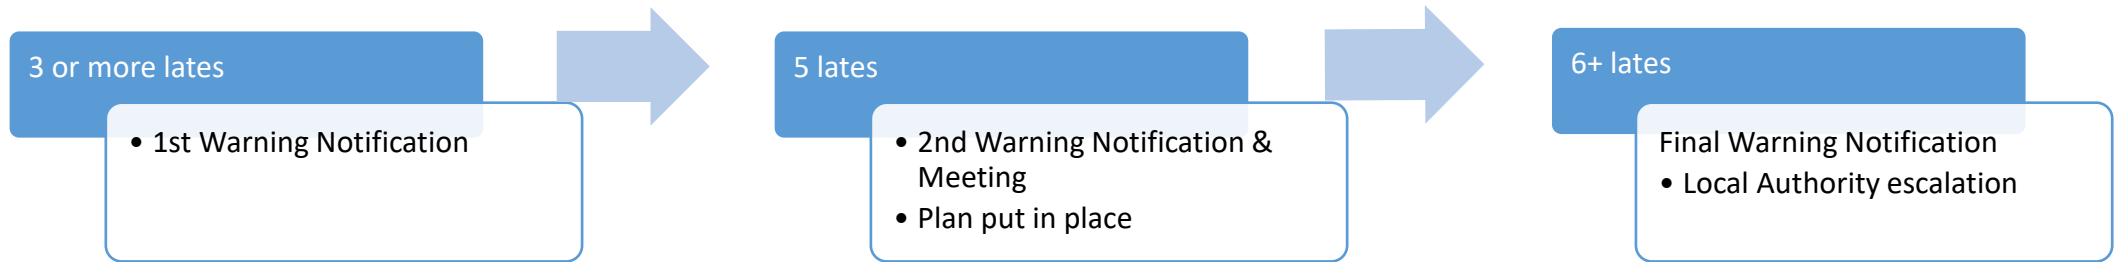 3 or more lates
• 1st Warning Notification
5 lates
• 2nd Warning Notification &
Meeting
• Plan put in place
6+ lates
Final Warning Notification
• Local Authority escalation